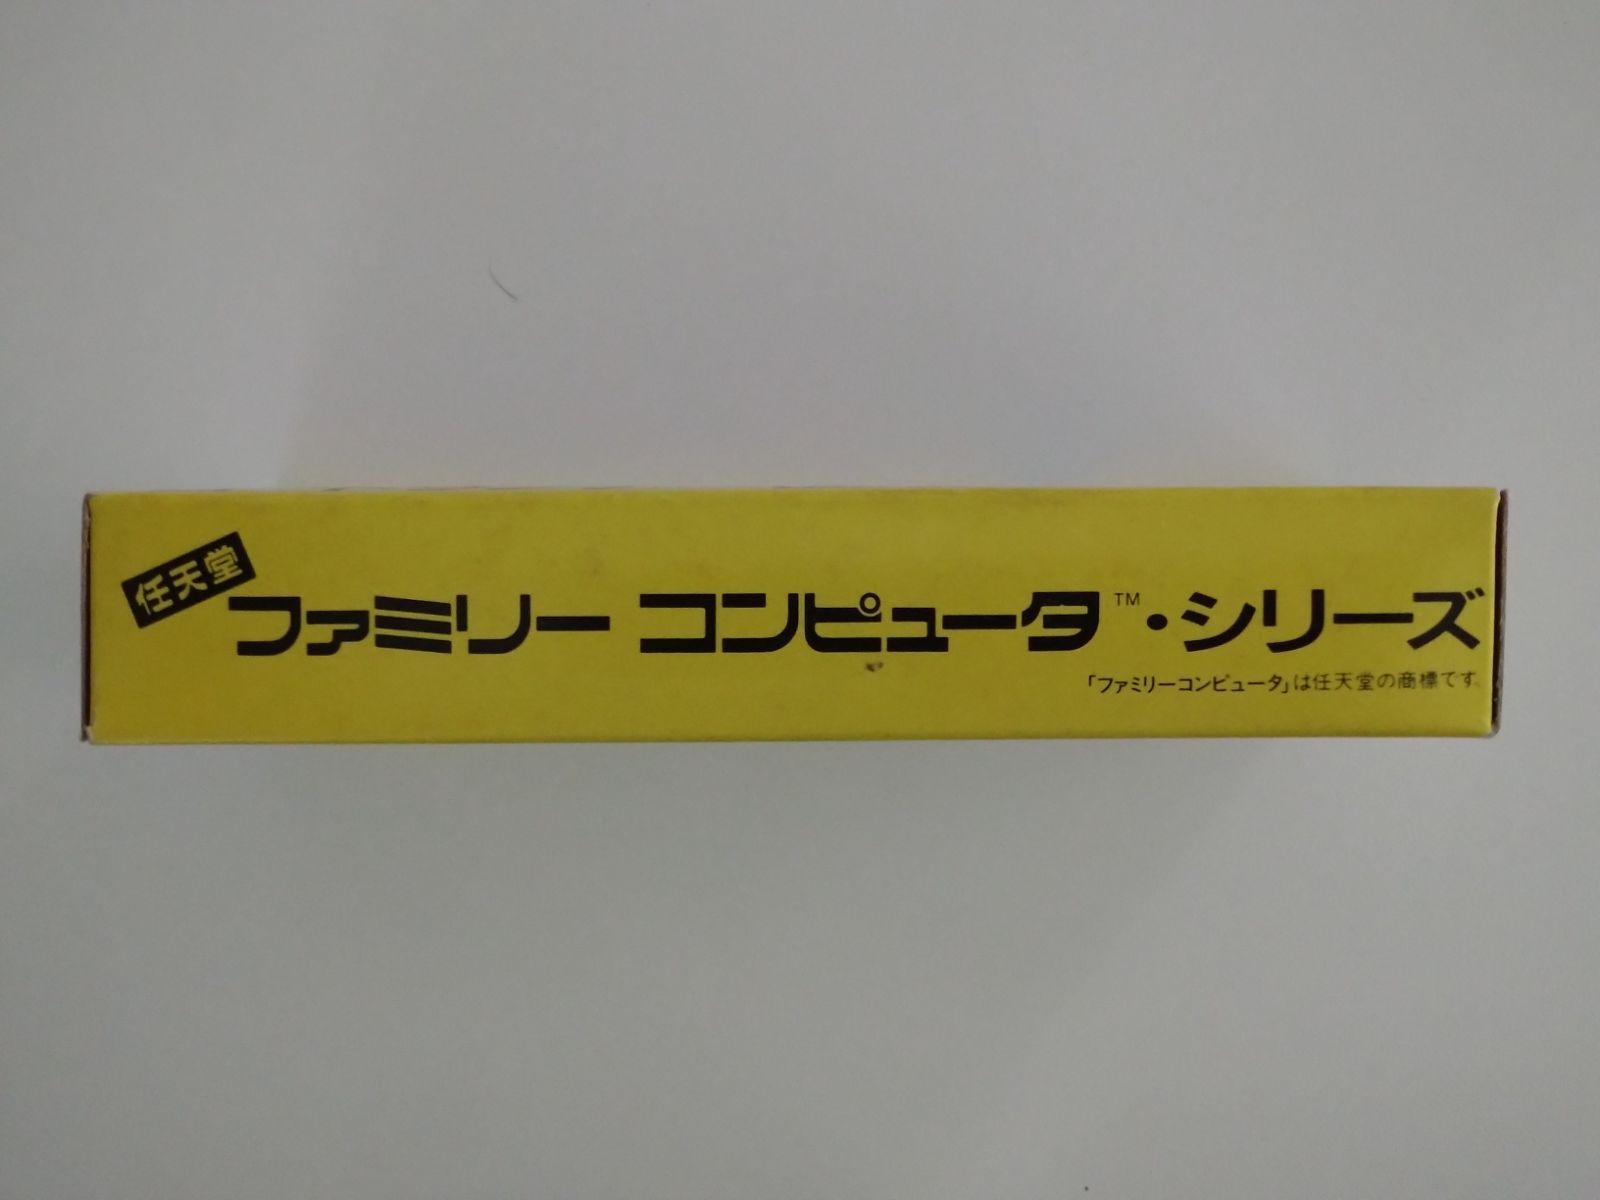 任天堂
ファミリー コンピュータ™・シリーズ
「ファミリーコンピュータ」は任天堂の商標です。